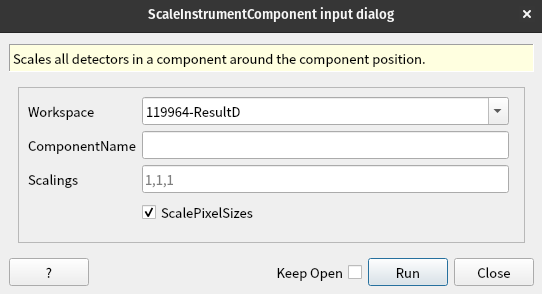 ScaleInstrumentComponent input dialog
Scales all detectors in a component around the component position.
Workspace 119964-ResultD
ComponentName
Scalings 1,1,1
ScalePixelSizes
? Keep Open Run Close